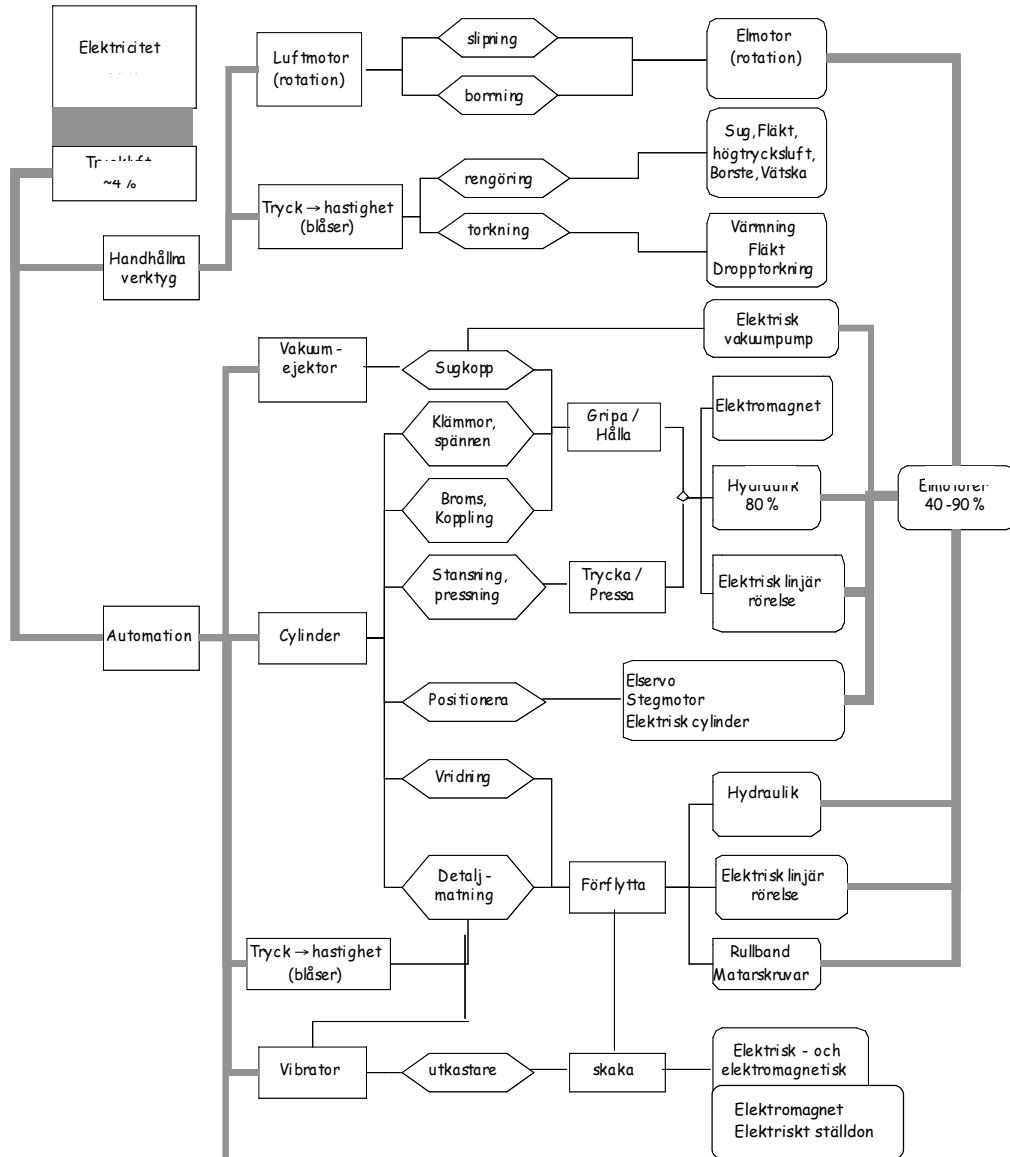 Elektricitet
~4 %
Handhållna
verktyg
Luftmotor
(rotation)
slipning
borrning
Elmotor
(rotation)
Tryck → hastighet
(blåser)
rengöring
torkning
Sug, Fläkt,
högtrycksluft,
Borste, Vätska
Värmning
Fläkt
Dropptorkning
Vakuum-
ejektor
Sugkopp
Elektrisk
vakuumpump
Klämmor,
spännen
Broms,
Koppling
Gripa /
Hålla
Elektromagnet
Hydraulik
80 %
Elmotorer
40-90 %
Stansning,
pressning
Trycka /
Pressa
Elektrisk linjär
rörelse
Automation
Cylinder
Positionera
Elservo
Stegmotor
Elektrisk cylinder
Vridning
Detalj-
matning
Förflytta
Hydraulik
Elektrisk linjär
rörelse
Rullband
Matarskruvar
Tryck → hastighet
(blåser)
Vibrator
utkastare
skaka
Elektrisk - och
elektromagnetisk
Elektromagnet
Elektriskt ställdon